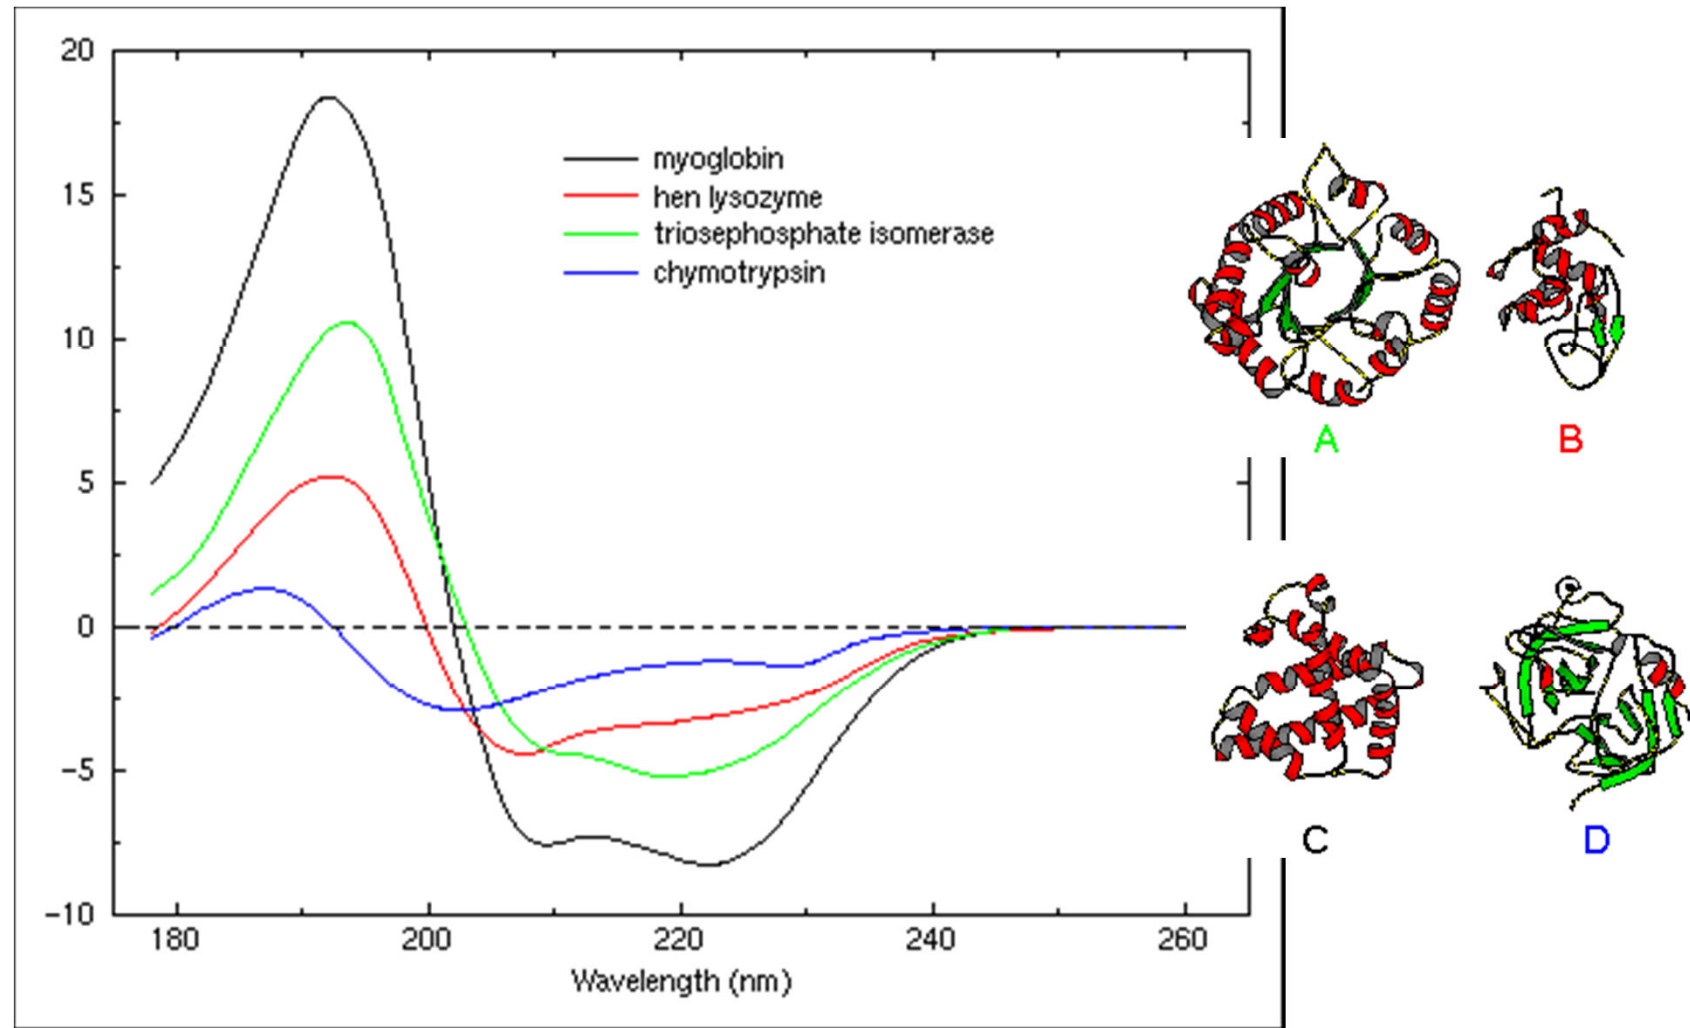 20
15
10
5
0
−5
−10
180 200 220 240 260
Wavelength (nm)
myoglobin
hen lysozyme
triosephosphate isomerase
chymotrypsin
A B
C D